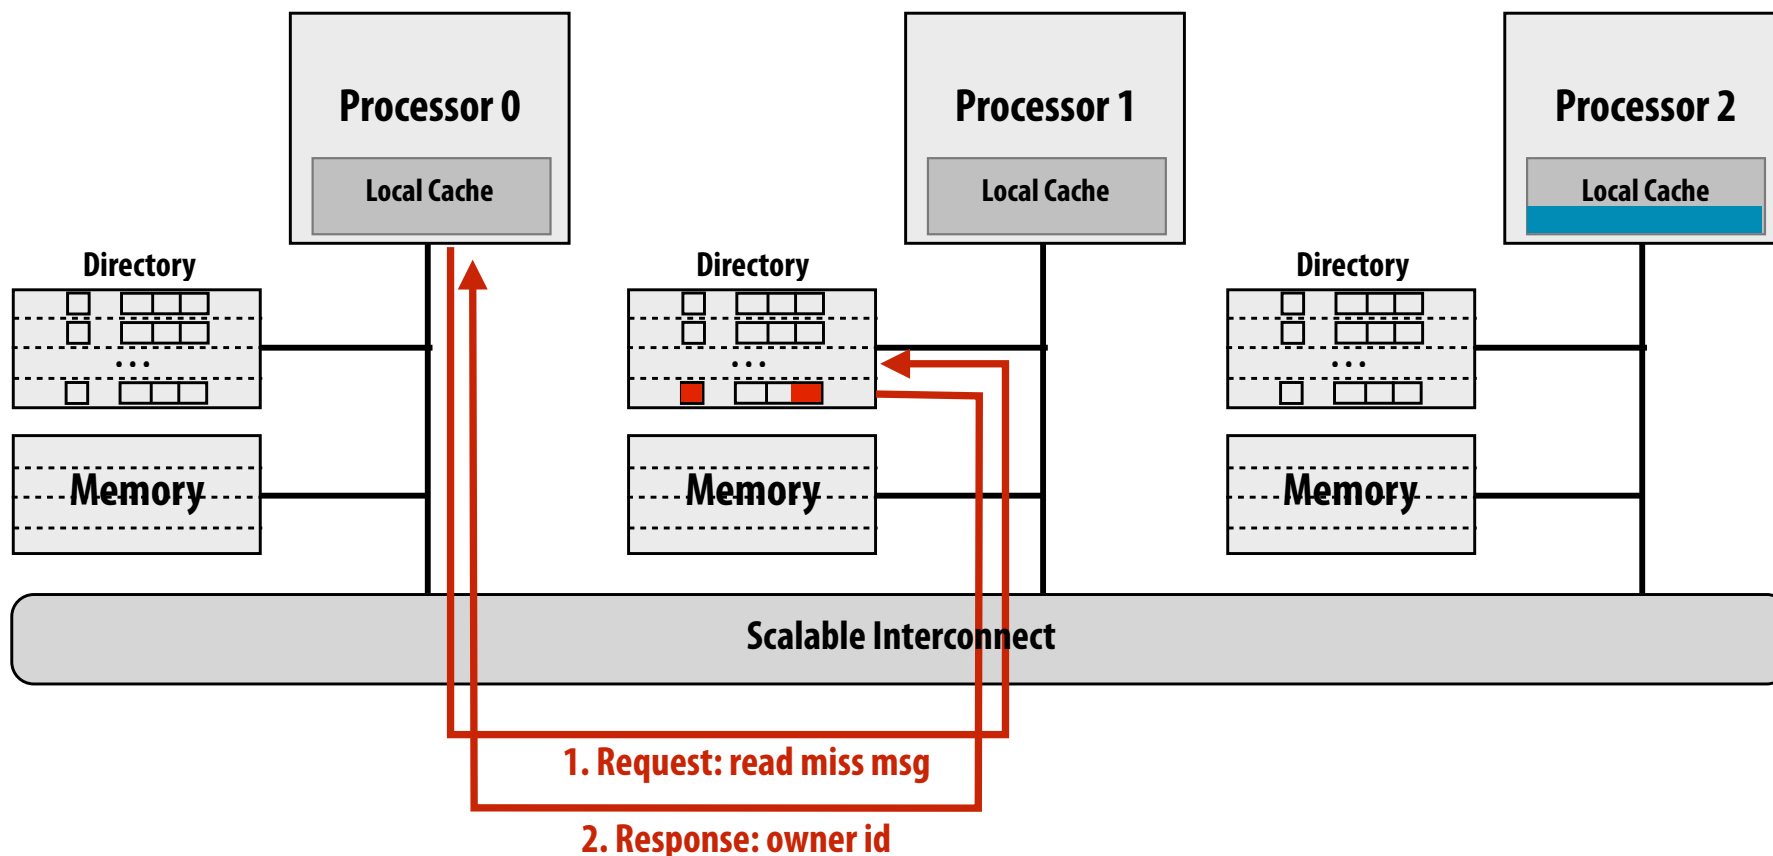 Processor 0
Processor 1
Processor 2
Local Cache
Local Cache
Local Cache
Directory
Directory
Directory
...
...
...
Memory
Memory
Memory
Scalable Interconnect
1. Request: read miss msg
2. Response: owner id